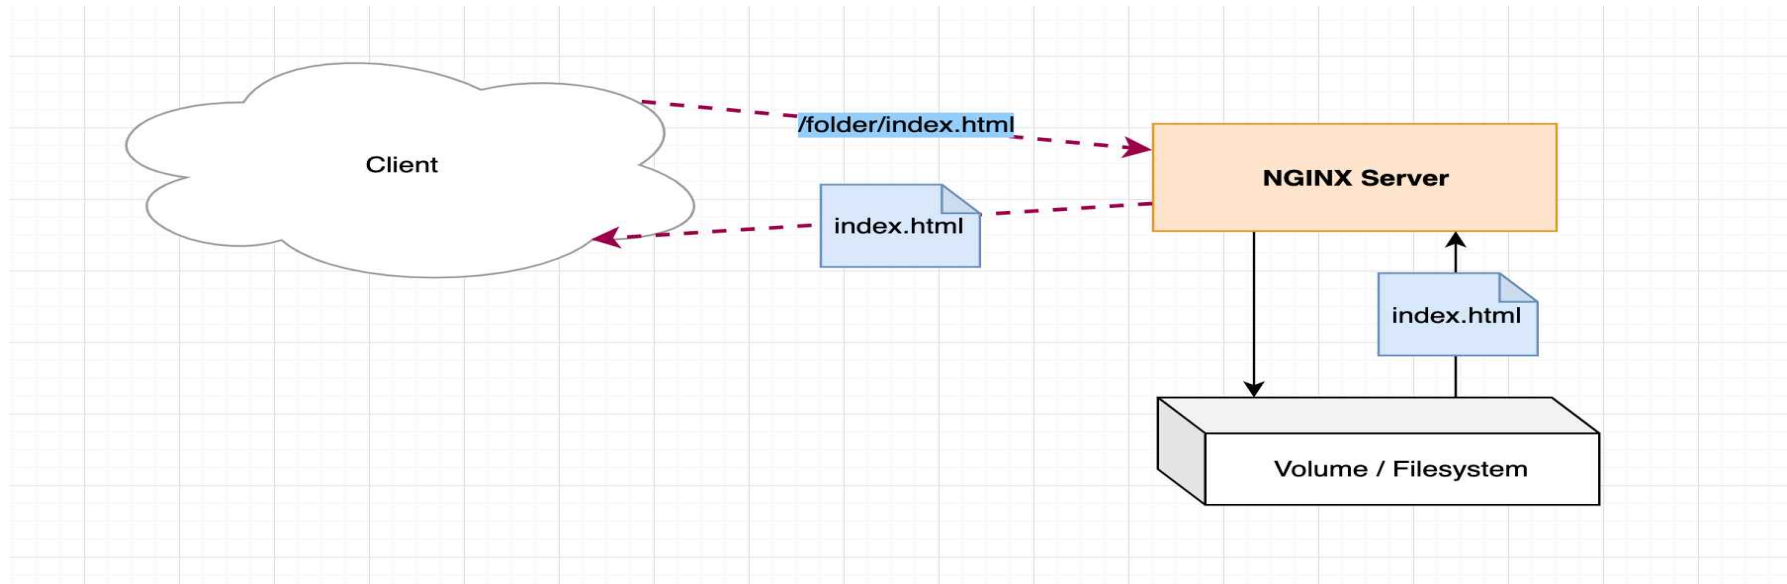 /folder/index.html
Client
NGINX Server
index.html
index.html
Volume / Filesystem